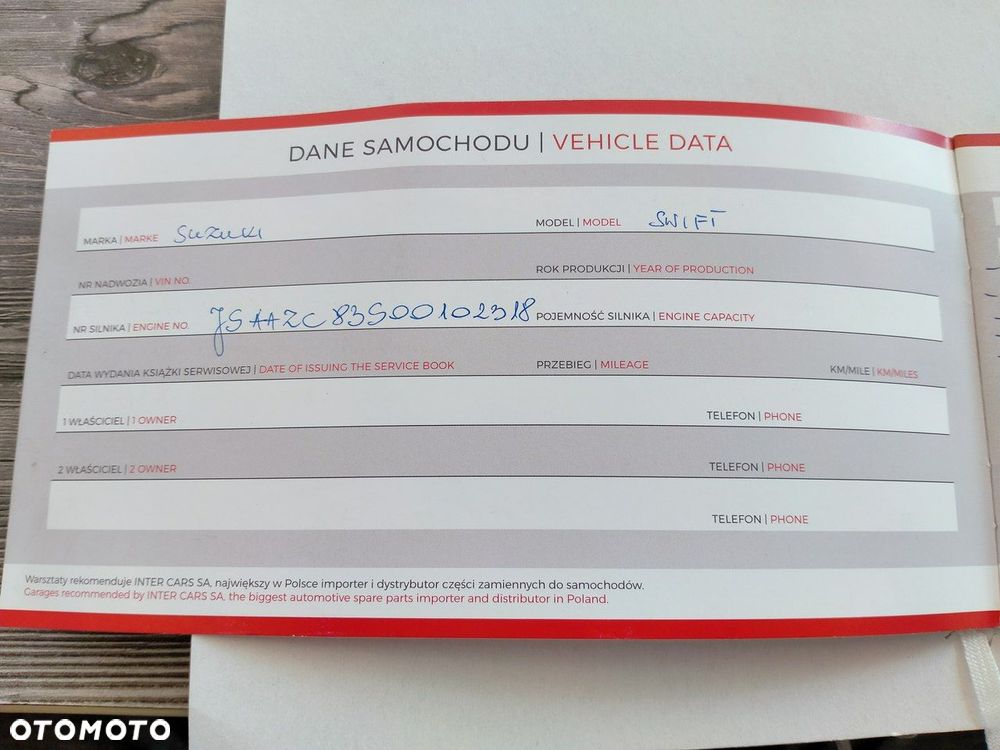 DANE SAMOCHODU | VEHICLE DATA
MARKA | MARKE Suzuki MODEL | MODEL SWIFT
NR NADWOZIA | VIN NO. ROK PRODUKCJI | YEAR OF PRODUCTION
NR SILNIKA | ENGINE NO. JSAAZC83S00102318 POJEMNOŚĆ SILNIKA | ENGINE CAPACITY
DATA WYDANIA KSIĄŻKI SERWISOWEJ | DATE OF ISSUING THE SERVICE BOOK PRZEBIEG | MILEAGE KM/MILE | KM/MILES
1 WŁAŚCICIEL | 1 OWNER TELEFON | PHONE
2 WŁAŚCICIEL | 2 OWNER TELEFON | PHONE
TELEFON | PHONE
Warsztaty rekomenduje INTER CARS SA, największy w Polsce importer i dystrybutor części zamiennych do samochodów.
Garages recommended by INTER CARS SA, the biggest automotive spare parts importer and distributor in Poland.
OTOMOTO